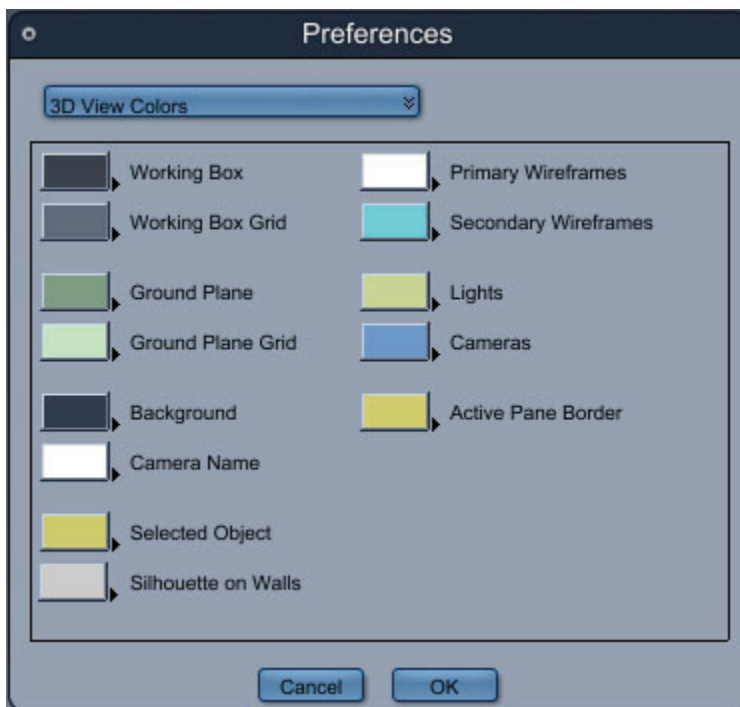 Preferences
3D View Colors
Working Box
Working Box Grid
Ground Plane
Ground Plane Grid
Background
Camera Name
Selected Object
Silhouette on Walls
Primary Wireframes
Secondary Wireframes
Lights
Cameras
Active Pane Border
Cancel
OK